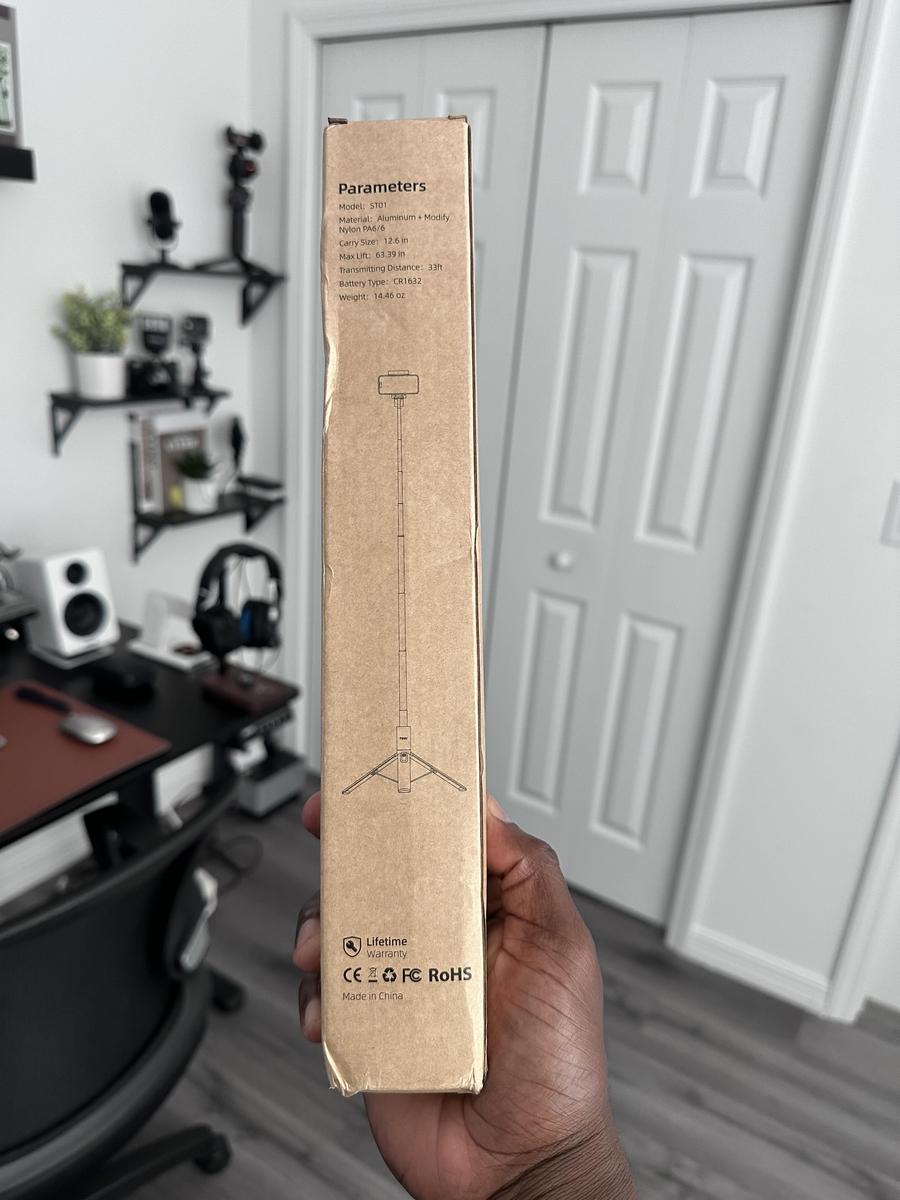 Parameters
Model: ST01
Material: Aluminum + Modify
Nylon PA6/6
Carry Size: 12.6 in
Max Lift: 63.39 in
Transmitting Distance: 33ft
Battery Type: CR1632
Weight: 14.46 oz
Lifetime
Warranty
CE FC RoHS
Made in China